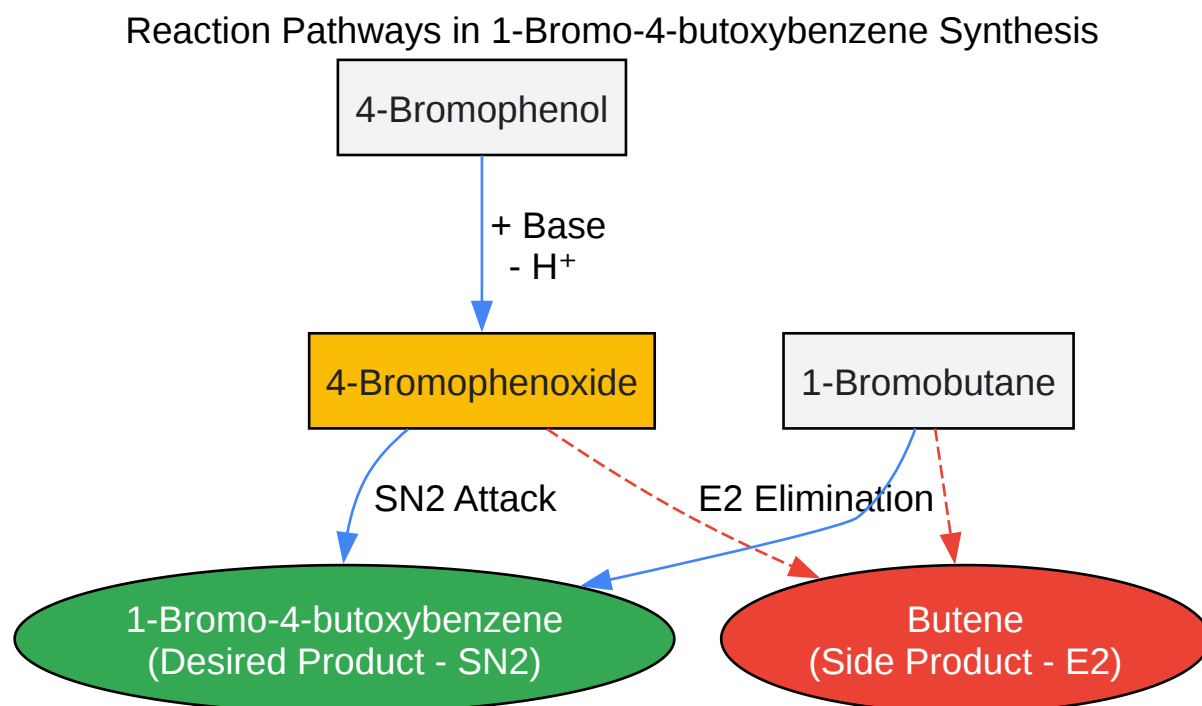 Reaction Pathways in 1-Bromo-4-butoxybenzene Synthesis
4-Bromophenol
+ Base
- H⁺
4-Bromophenoxide
1-Bromobutane
SN2 Attack
E2 Elimination
1-Bromo-4-butoxybenzene
(Desired Product - SN2)
Butene
(Side Product - E2)